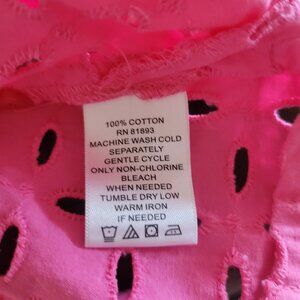 100% COTTON
RN 81893
MACHINE WASH COLD
SEPARATELY
GENTLE CYCLE
ONLY NON-CHLORINE
BLEACH
WHEN NEEDED
TUMBLE DRY LOW
WARM IRON
IF NEEDED